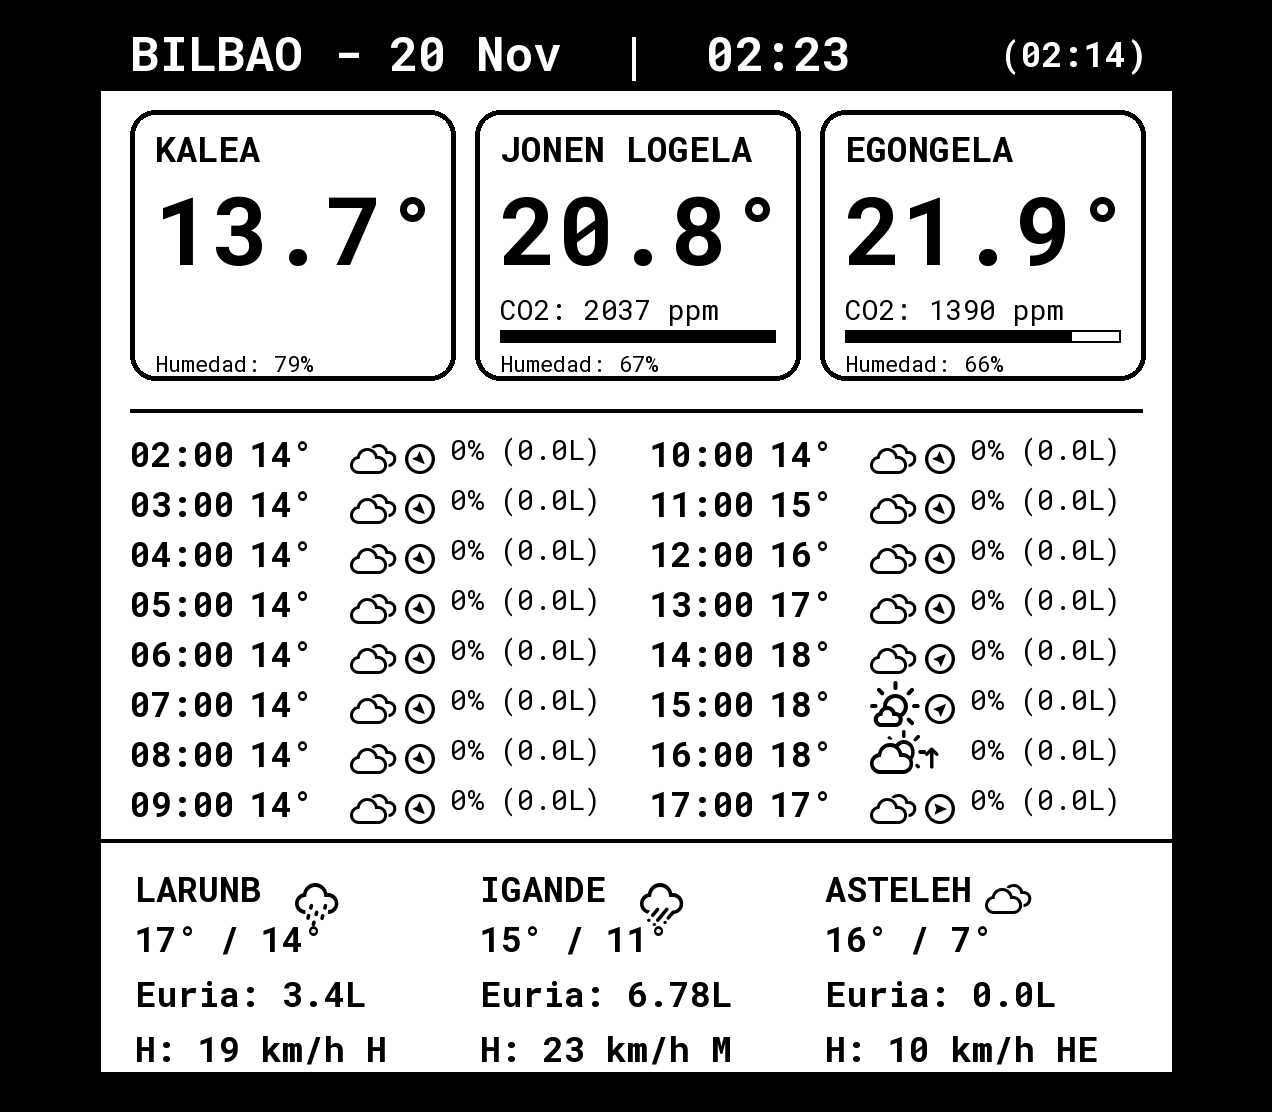 BILBAO - 20 Nov | 02:23 (02:14)
KALEA
13.7°
Humedad: 79%
JONEN LOGELA
20.8°
CO2: 2037 ppm
Humedad: 67%
EGONGELA
21.9°
CO2: 1390 ppm
Humedad: 66%
02:00 14° 0% (0.0L)
03:00 14° 0% (0.0L)
04:00 14° 0% (0.0L)
05:00 14° 0% (0.0L)
06:00 14° 0% (0.0L)
07:00 14° 0% (0.0L)
08:00 14° 0% (0.0L)
09:00 14° 0% (0.0L)
10:00 14° 0% (0.0L)
11:00 15° 0% (0.0L)
12:00 16° 0% (0.0L)
13:00 17° 0% (0.0L)
14:00 18° 0% (0.0L)
15:00 18° 0% (0.0L)
16:00 18° 0% (0.0L)
17:00 17° 0% (0.0L)
LARUNB
17° / 14°
Euria: 3.4L
H: 19 km/h H
IGANDE
15° / 11°
Euria: 6.78L
H: 23 km/h M
ASTELEH
16° / 7°
Euria: 0.0L
H: 10 km/h HE